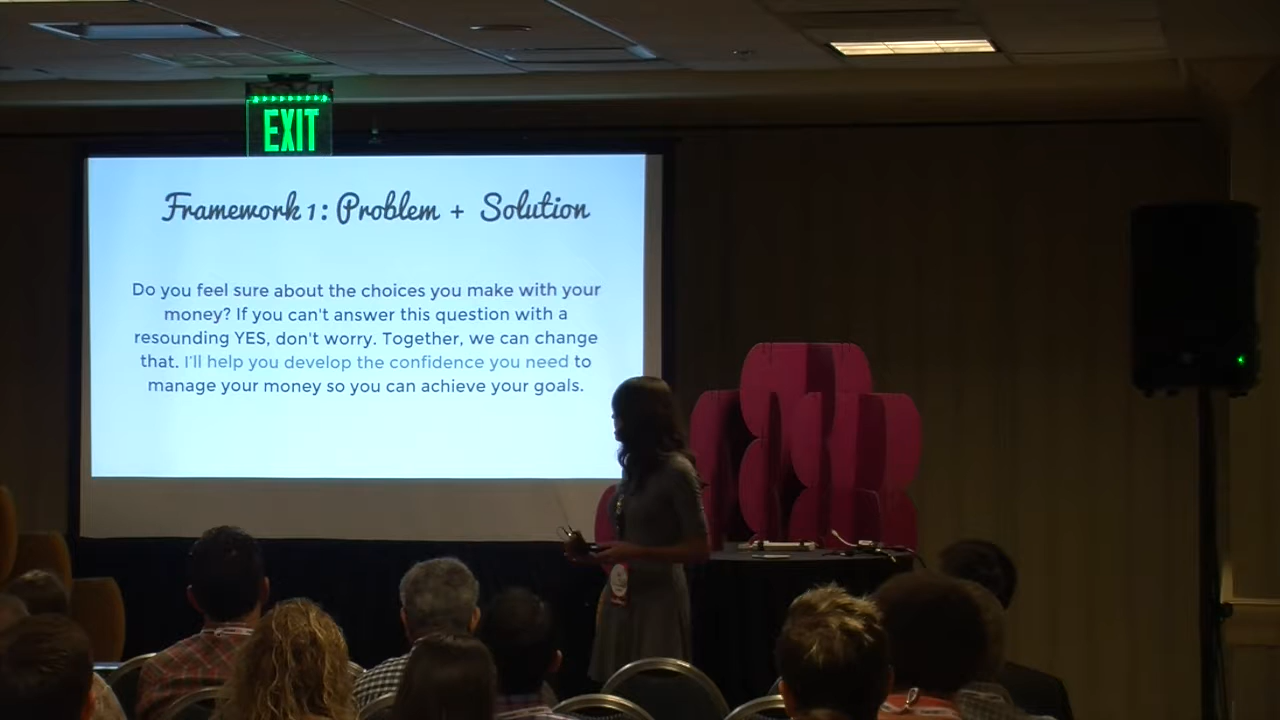 EXIT
Framework 1: Problem + Solution
Do you feel sure about the choices you make with your
money? If you can't answer this question with a
resounding YES, don't worry. Together, we can change
that. I'll help you develop the confidence you need to
manage your money so you can achieve your goals.